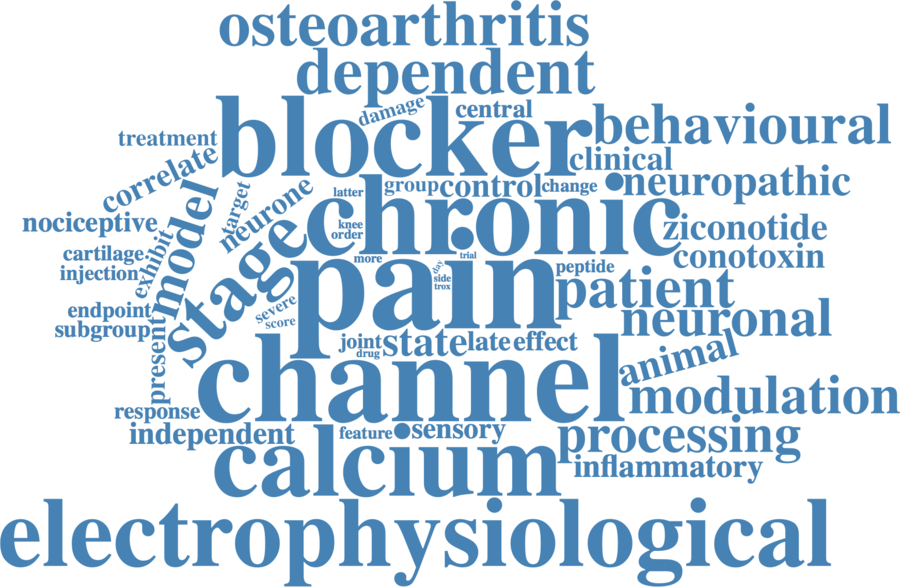 osteoarthritis
dependent
damage
central
blocker
behavioural
treatment
clinical
correlate
latter
group
control
change
neuropathic
target
neurone
model
chronic
nociceptive
knee
order
ziconotide
cartilage
exhibit
stage
more
trial
conotoxin
injection
pain
day
side
trox
peptide
patient
endpoint
severe
score
neuronal
subgroup
present
joint
drug
state
late
effect
animal
channel
modulation
response
independent
feature
sensory
processing
calcium
inflammatory
electrophysiological